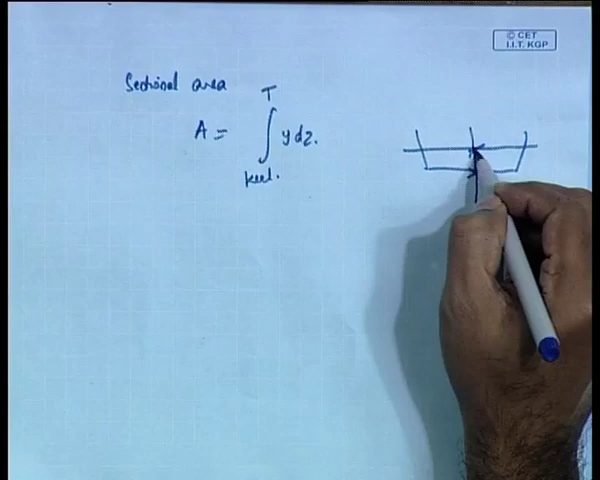 © CET
I.I.T. KGP
Sectional area
T
A = ∫ y dz.
keel.